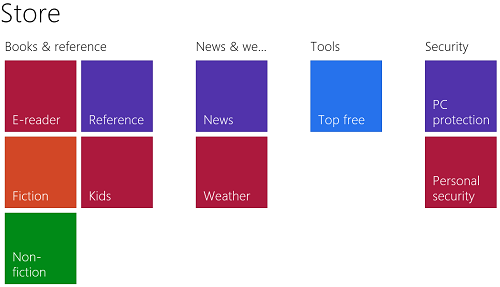 Store
Books & reference
E-reader
Reference
Fiction
Kids
Non-
fiction
News & we...
News
Weather
Tools
Top free
Security
PC
protection
Personal
security